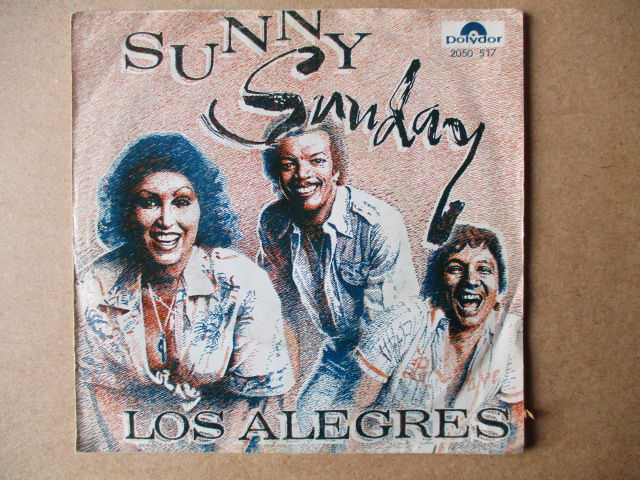 SUNNY
Sunday
polydor
2050 517
LOS ALEGRES